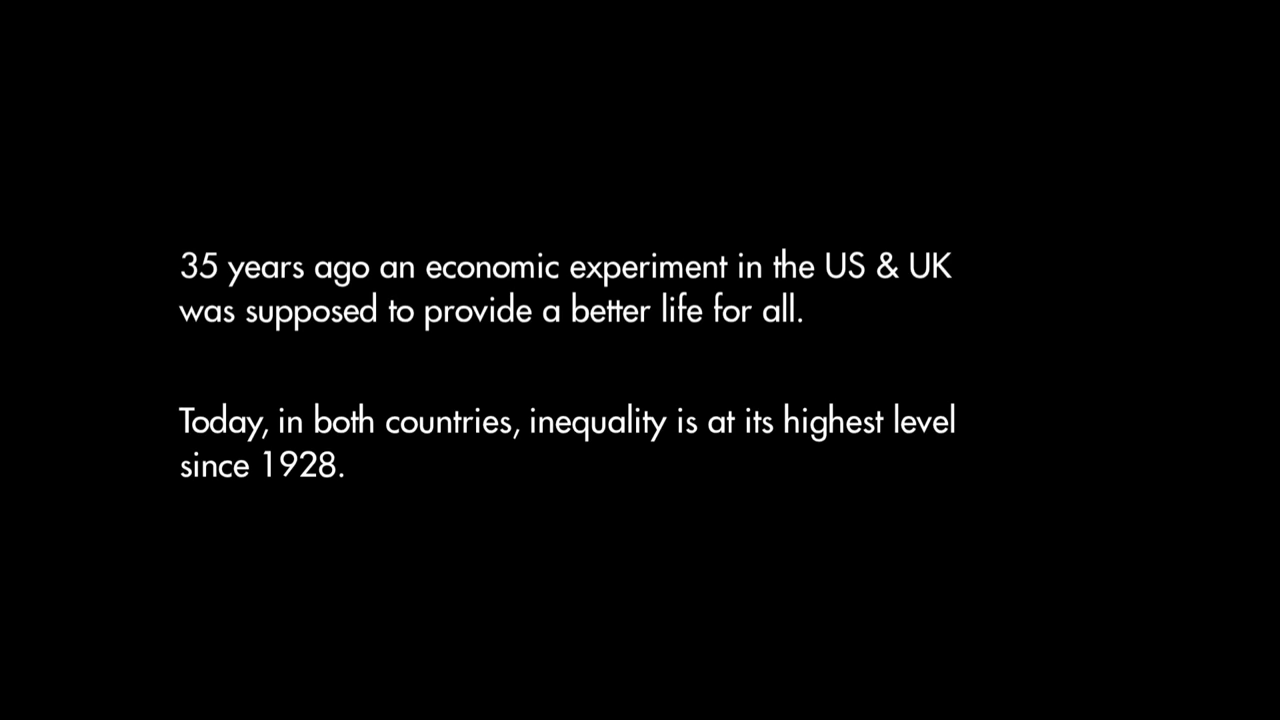 35 years ago an economic experiment in the US & UK
was supposed to provide a better life for all.
Today, in both countries, inequality is at its highest level
since 1928.